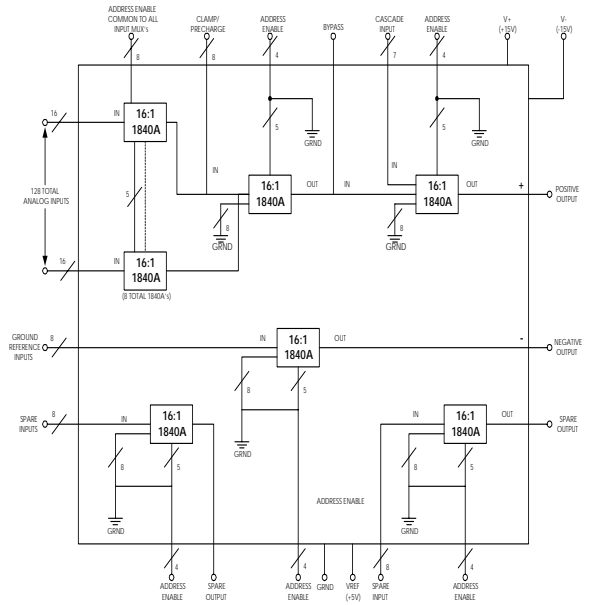 ADDRESS ENABLE
COMMON TO ALL
INPUT MUX's
8
8
CLAMP/
PRECHARGE
8
ADDRESS
ENABLE
4
BYPASS
CASCADE
INPUT
7
ADDRESS
ENABLE
4
V+
(+15V)
V-
(-15V)
16
IN
16:1
1840A
5
GRND
5
GRND
128 TOTAL
ANALOG INPUTS
5
IN
16:1
1840A
OUT
IN
IN
16:1
1840A
OUT
+
POSITIVE
OUTPUT
8
GRND
8
GRND
16
IN
16:1
1840A
(8 TOTAL 1840A's)
GROUND
REFERENCE
INPUTS
8
IN
16:1
1840A
OUT
-
NEGATIVE
OUTPUT
8
5
GRND
SPARE
INPUTS
8
IN
16:1
1840A
8
5
GRND
IN
16:1
1840A
OUT
SPARE
OUTPUT
8
5
GRND
ADDRESS ENABLE
4
ADDRESS
ENABLE
SPARE
OUTPUT
4
ADDRESS
ENABLE
GRND
VREF
(+5V)
8
SPARE
INPUT
4
ADDRESS
ENABLE